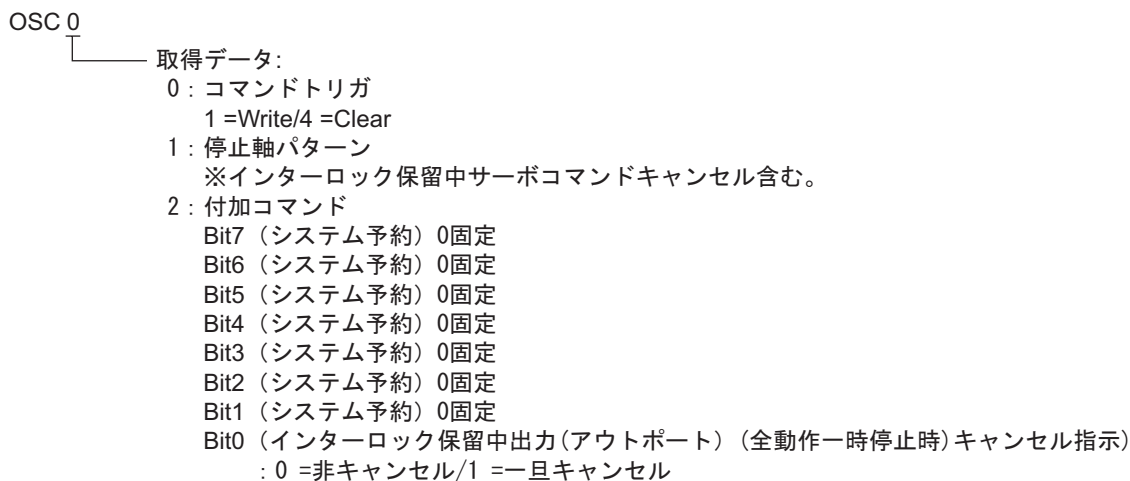 OSC 0
取得データ:
0：コマンドトリガ
1 =Write/4 =Clear
1：停止軸パターン
※インターロック保留中サーボコマンドキャンセル含む。
2：付加コマンド
Bit7（システム予約）0固定
Bit6（システム予約）0固定
Bit5（システム予約）0固定
Bit4（システム予約）0固定
Bit3（システム予約）0固定
Bit2（システム予約）0固定
Bit1（システム予約）0固定
Bit0（インターロック保留中出力(アウトポート）(全動作一時停止時)キャンセル指示）
：0 =非キャンセル/1 =一旦キャンセル